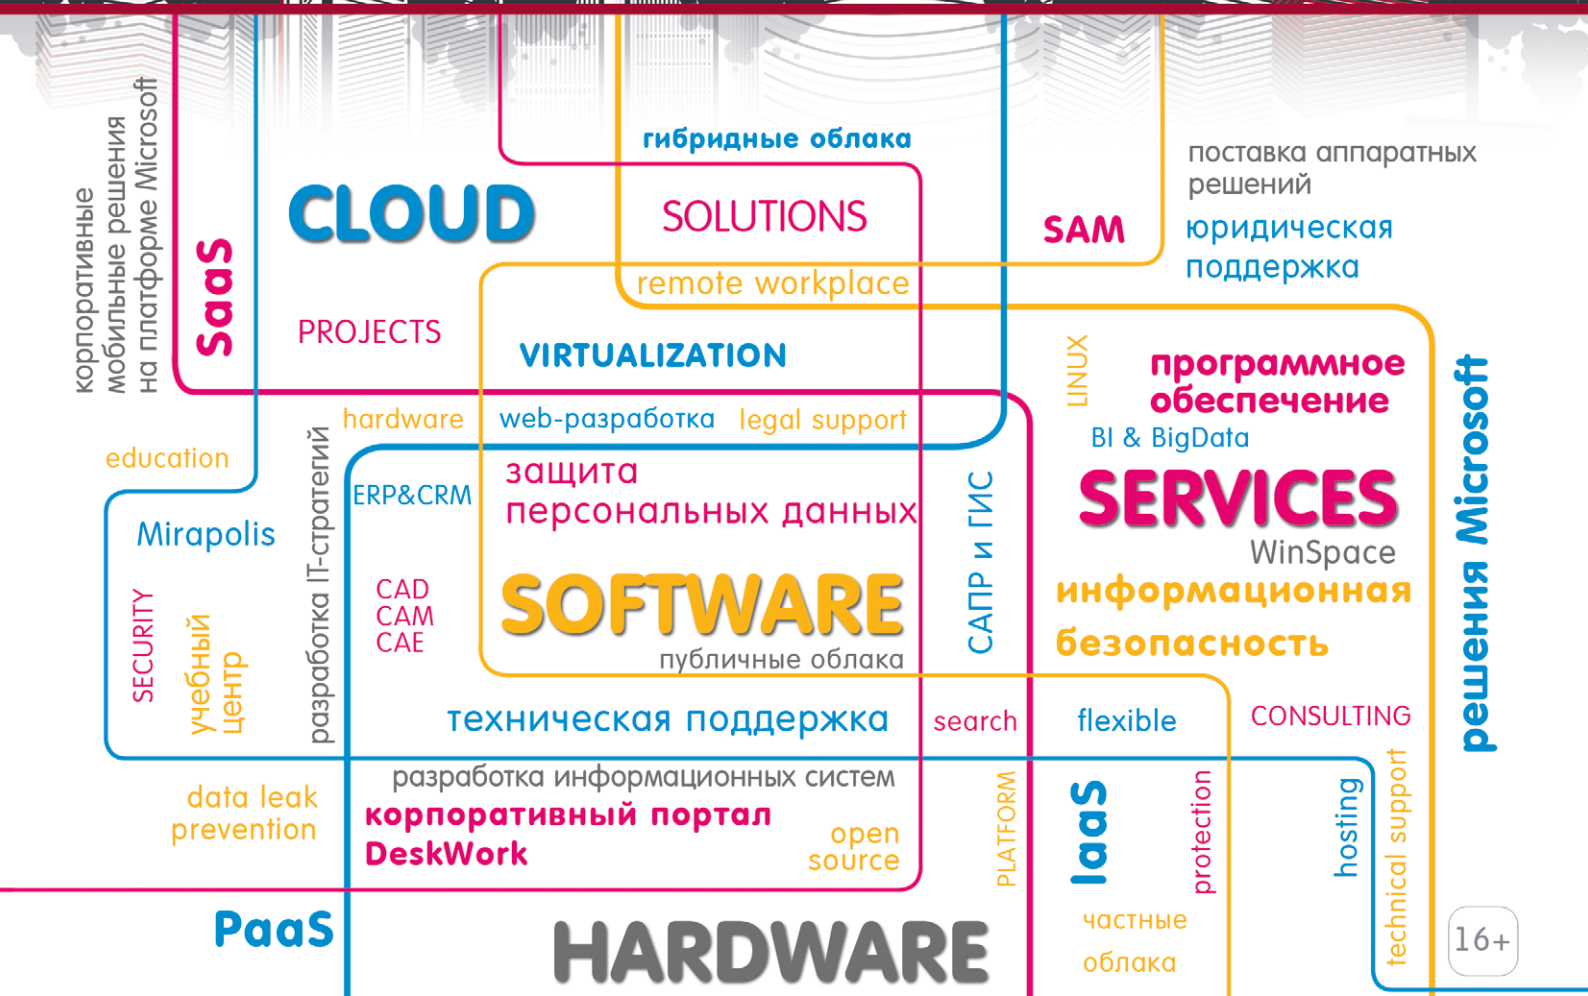 корпоративные
мобильные решения
на платформе Microsoft
SaaS
гибридные облака
CLOUD
SOLUTIONS
SAM
поставка аппаратных
решений
юридическая
поддержка
remote workplace
PROJECTS
VIRTUALIZATION
LINUX
программное
обеспечение
hardware
web-разработка
legal support
BI & BigData
education
разработка IT-стратегий
ERP&CRM
защита
персональных данных
САПР и ГИС
SERVICES
WinSpace
решения Microsoft
Mirapolis
SECURITY
учебный
центр
CAD
CAM
CAE
SOFTWARE
публичные облака
информационная
безопасность
техническая поддержка
search
flexible
CONSULTING
разработка информационных систем
data leak
prevention
корпоративный портал
DeskWork
open
source
PLATFORM
IaaS
protection
hosting
technical support
PaaS
HARDWARE
частные
облака
16+